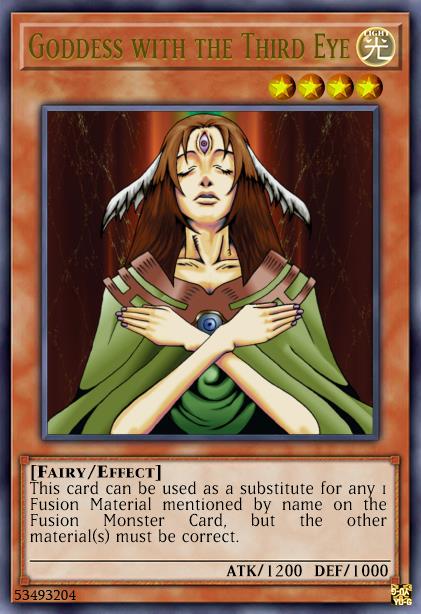 Goddess with the Third Eye
LIGHT
光
[Fairy/Effect]
This card can be used as a substitute for any 1
Fusion Material mentioned by name on the
Fusion Monster Card, but the other
material(s) must be correct.
ATK/1200 DEF/1000
53493204